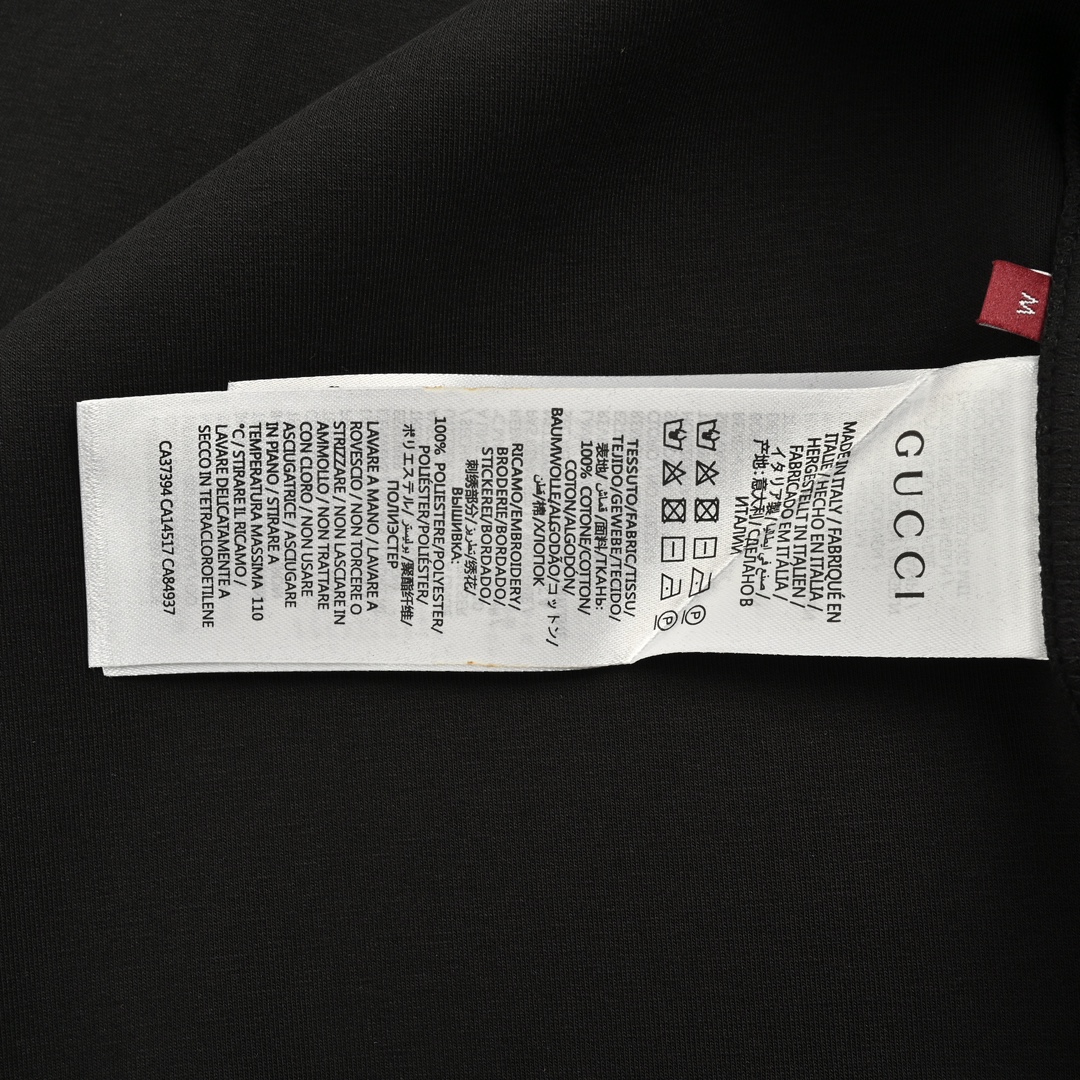 GUCCI
MADE IN ITALY / FABRIQUÉ EN
ITALIE / HECHO EN ITALIA /
HERGESTELLT IN ITALIEN /
FABRICADO EM ITALIA /
イタリア製 / صنع في إيطاليا /
产地: 意大利 / СДЕЛАНО В
ИТАЛИИ
TESSUTO/FABRIC/TISSU/
TEJIDO/GEWEBE/TECIDO/
表地/ قماش /面料/ТКАНЬ:
100% COTONE/COTTON/
COTON/ALGODÓN/
BAUMWOLLE/ALGODÃO/コットン/
قطن /棉/ХЛОПОК
RICAMO/EMBROIDERY/
BRODERIE/BORDADO/
STICKEREI/BORDADO/
刺绣部分/ تطريز /绣花/
ВЫШИВКА:
100% POLIESTERE/POLYESTER/
POLIÉSTER/POLIÉSTER/
ポリエステル/ بوليستر /聚酯纤维/
ПОЛИЭСТЕР
LAVARE A MANO / LAVARE A
ROVESCIO / NON TORCERE O
STRIZZARE / NON LASCIARE IN
AMMOLLO / NON TRATTARE
CON CLORO / NON USARE
ASCIUGATRICE / ASCIUGARE
IN PIANO / STIRARE A
TEMPERATURA MASSIMA 110
°C / STIRARE IL RICAMO /
LAVARE DELICATAMENTE A
SECCO IN TETRACLOROETILENE
CA37394 CA14517 CA84937
M